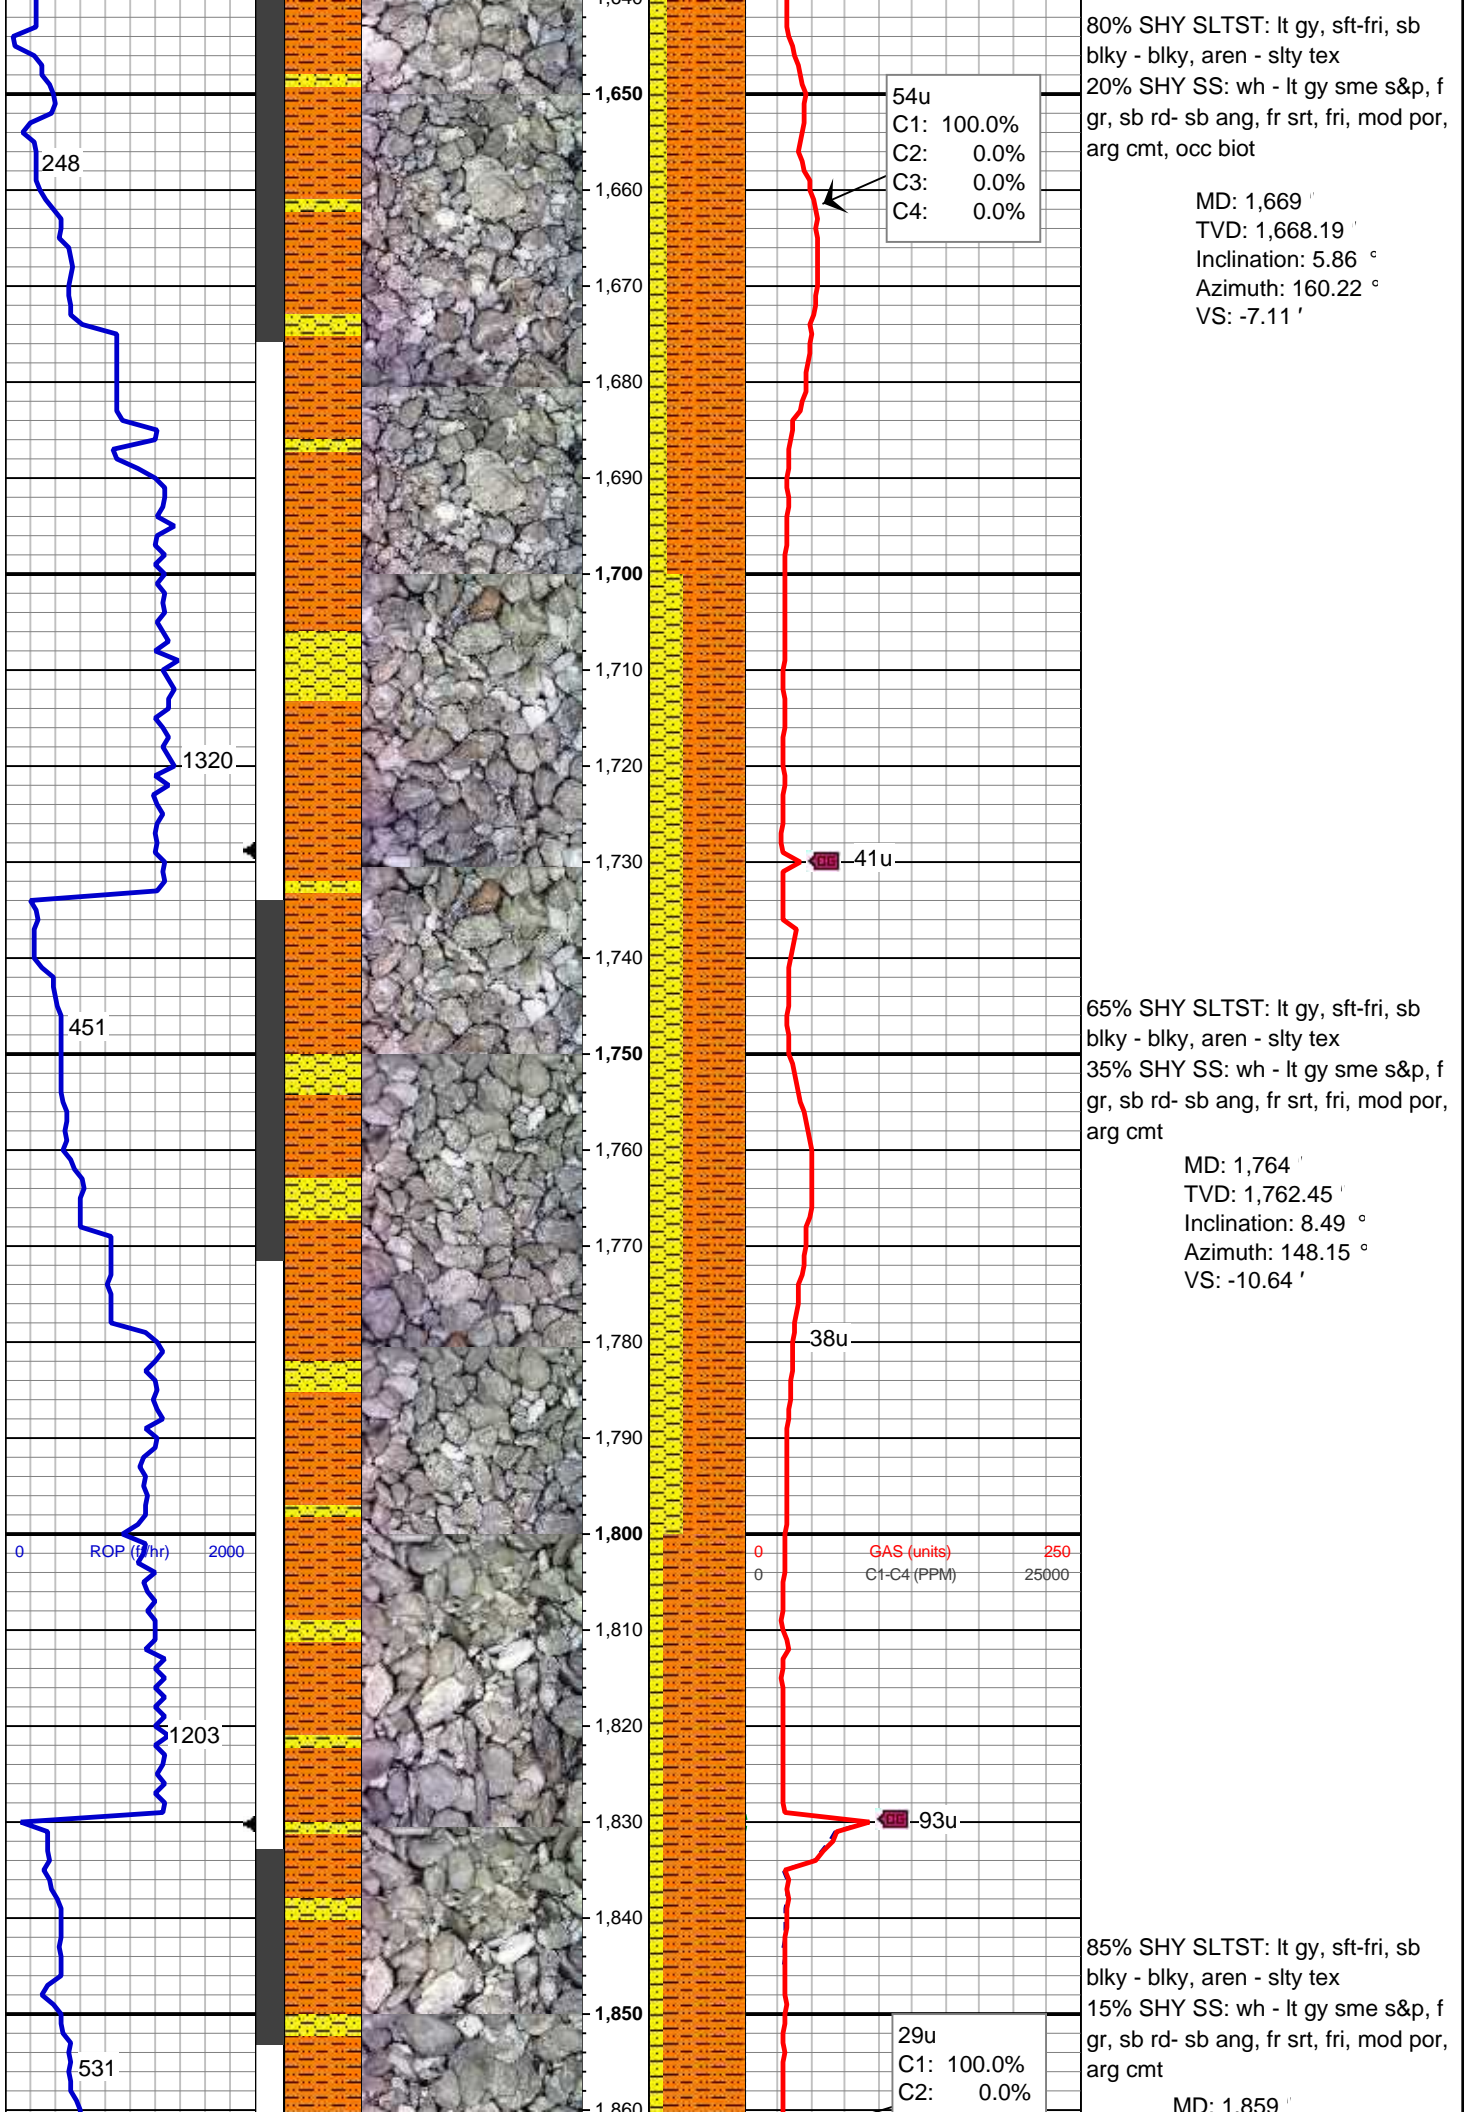 80% SHY SLTST: lt gy, sft-fri, sb
blky - blky, aren - slty tex
20% SHY SS: wh - lt gy sme s&p, f
gr, sb rd- sb ang, fr srt, fri, mod por,
arg cmt, occ biot
1,650
54u
C1: 100.0%
C2: 0.0%
C3: 0.0%
C4: 0.0%
248
1,660
MD: 1,669 '
TVD: 1,668.19 '
Inclination: 5.86 °
Azimuth: 160.22 °
VS: -7.11 '
1,670
1,680
1,690
1,700
1,710
1320
1,720
1,730
OG
41u
1,740
451
65% SHY SLTST: lt gy, sft-fri, sb
blky - blky, aren - slty tex
35% SHY SS: wh - lt gy sme s&p, f
gr, sb rd- sb ang, fr srt, fri, mod por,
arg cmt
1,750
1,760
MD: 1,764 '
TVD: 1,762.45 '
Inclination: 8.49 °
Azimuth: 148.15 °
VS: -10.64 '
1,770
1,780
38u
1,790
1,800
0 ROP (ft/hr) 2000
0 GAS (units) 250
0 C1-C4 (PPM) 25000
1,810
1203
1,820
1,830
OG
93u
1,840
85% SHY SLTST: lt gy, sft-fri, sb
blky - blky, aren - slty tex
15% SHY SS: wh - lt gy sme s&p, f
gr, sb rd- sb ang, fr srt, fri, mod por,
arg cmt
1,850
29u
C1: 100.0%
C2: 0.0%
531
1,860
MD: 1,859 '